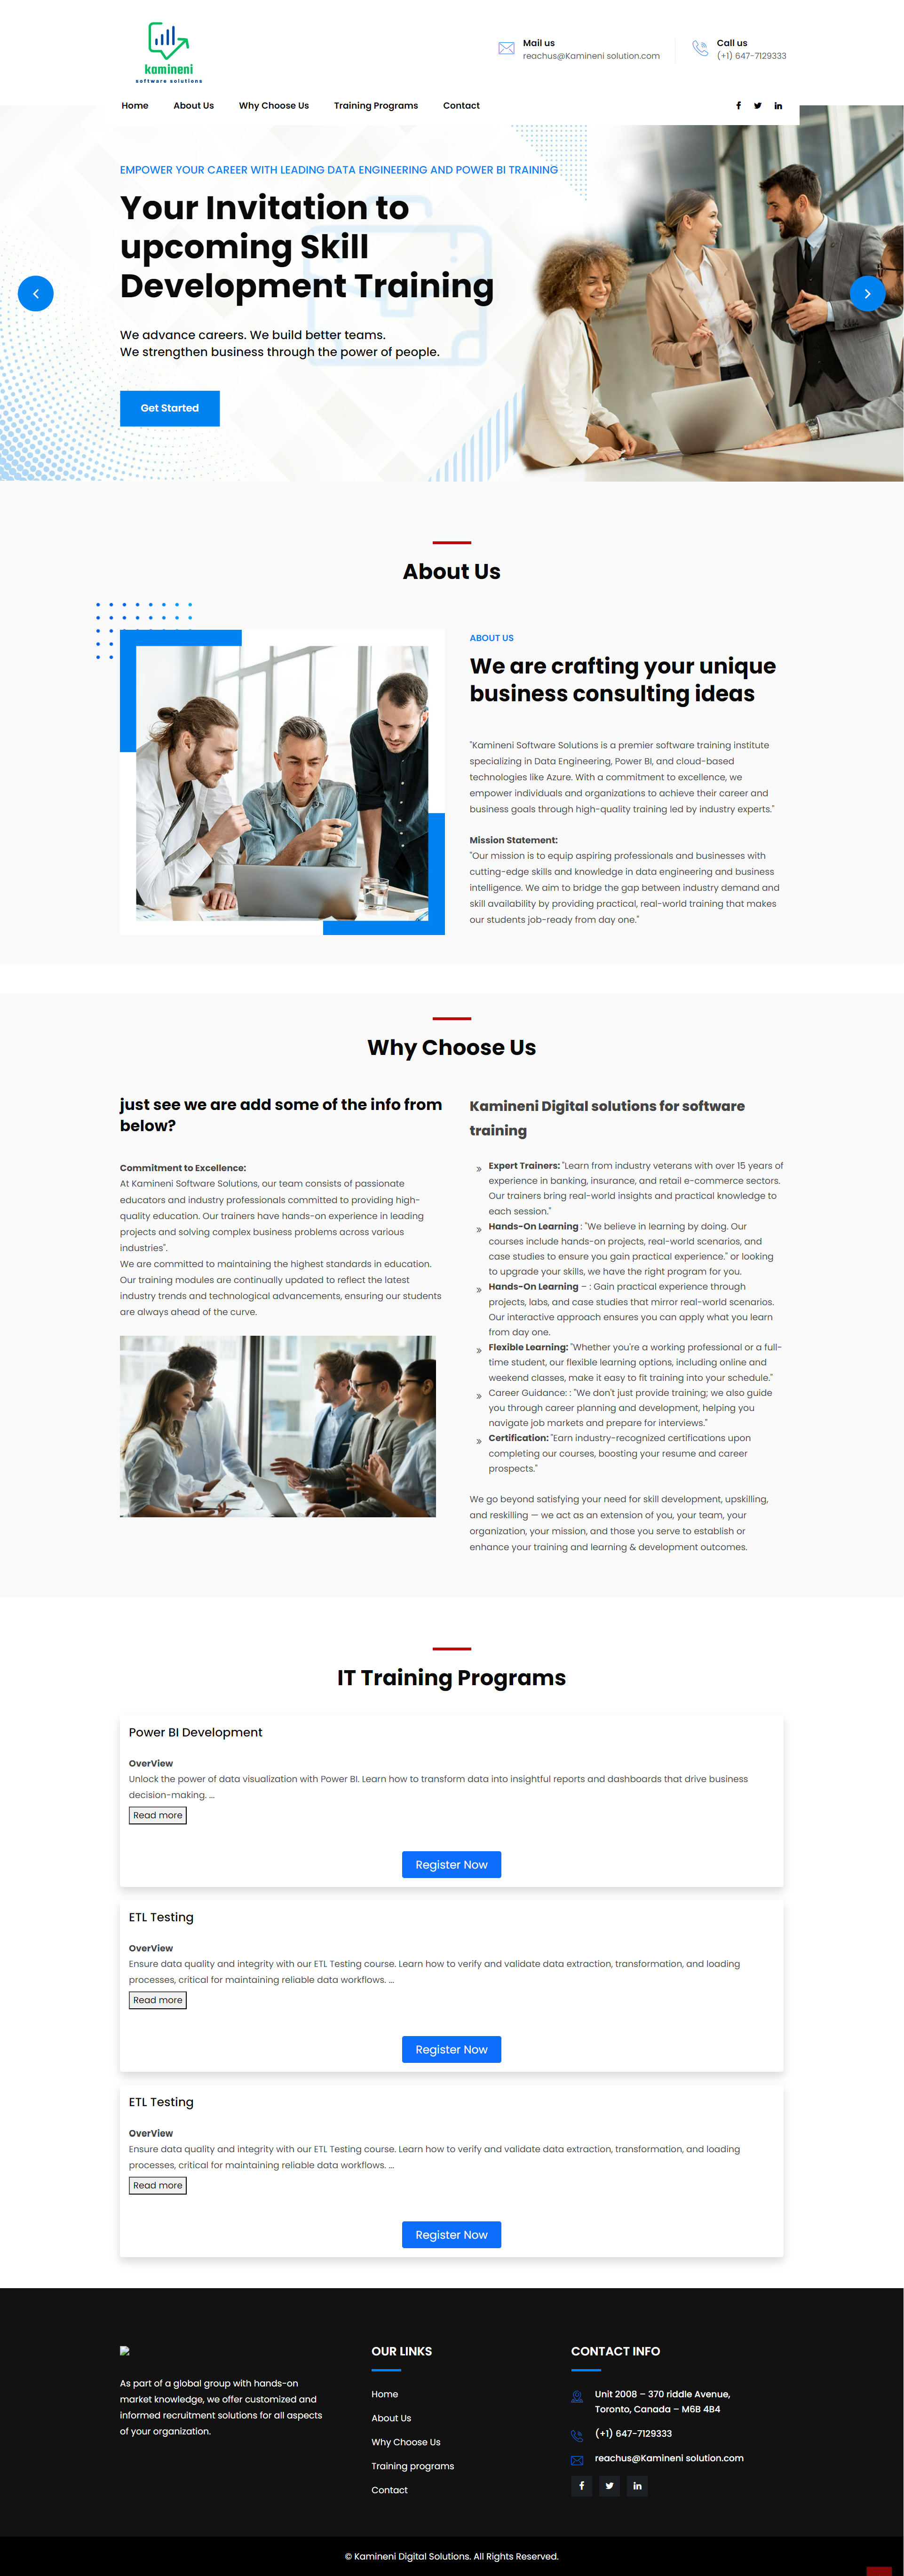 kamineni
software solutions
Mail us
reachus@Kamineni solution.com
Call us
(+1) 647-7129333
Home
About Us
Why Choose Us
Training Programs
Contact
EMPOWER YOUR CAREER WITH LEADING DATA ENGINEERING AND POWER BI TRAINING
Your Invitation to
upcoming Skill
Development Training
We advance careers. We build better teams.
We strengthen business through the power of people.
Get Started
About Us
ABOUT US
We are crafting your unique
business consulting ideas
"Kamineni Software Solutions is a premier software training institute
specializing in Data Engineering, Power BI, and cloud-based
technologies like Azure. With a commitment to excellence, we
empower individuals and organizations to achieve their career and
business goals through high-quality training led by industry experts."
Mission Statement:
"Our mission is to equip aspiring professionals and businesses with
cutting-edge skills and knowledge in data engineering and business
intelligence. We aim to bridge the gap between industry demand and
skill availability by providing practical, real-world training that makes
our students job-ready from day one."
Why Choose Us
just see we are add some of the info from
below?
Commitment to Excellence:
At Kamineni Software Solutions, our team consists of passionate
educators and industry professionals committed to providing high-
quality education. Our trainers have hands-on experience in leading
projects and solving complex business problems across various
industries".
We are committed to maintaining the highest standards in education.
Our training modules are continually updated to reflect the latest
industry trends and technological advancements, ensuring our students
are always ahead of the curve.
Kamineni Digital solutions for software
training
Expert Trainers: "Learn from industry veterans with over 15 years of
experience in banking, insurance, and retail e-commerce sectors.
Our trainers bring real-world insights and practical knowledge to
each session."
Hands-On Learning : "We believe in learning by doing. Our
courses include hands-on projects, real-world scenarios, and
case studies to ensure you gain practical experience." or looking
to upgrade your skills, we have the right program for you.
Hands-On Learning – : Gain practical experience through
projects, labs, and case studies that mirror real-world scenarios.
Our interactive approach ensures you can apply what you learn
from day one.
Flexible Learning: "Whether you're a working professional or a full-
time student, our flexible learning options, including online and
weekend classes, make it easy to fit training into your schedule."
Career Guidance: : "We don't just provide training; we also guide
you through career planning and development, helping you
navigate job markets and prepare for interviews."
Certification: "Earn industry-recognized certifications upon
completing our courses, boosting your resume and career
prospects."
We go beyond satisfying your need for skill development, upskilling,
and reskilling — we act as an extension of you, your team, your
organization, your mission, and those you serve to establish or
enhance your training and learning & development outcomes.
IT Training Programs
Power BI Development
OverView
Unlock the power of data visualization with Power BI. Learn how to transform data into insightful reports and dashboards that drive business
decision-making. ...
Read more
Register Now
ETL Testing
OverView
Ensure data quality and integrity with our ETL Testing course. Learn how to verify and validate data extraction, transformation, and loading
processes, critical for maintaining reliable data workflows. ...
Read more
Register Now
ETL Testing
OverView
Ensure data quality and integrity with our ETL Testing course. Learn how to verify and validate data extraction, transformation, and loading
processes, critical for maintaining reliable data workflows. ...
Read more
Register Now
As part of a global group with hands-on
market knowledge, we offer customized and
informed recruitment solutions for all aspects
of your organization.
OUR LINKS
Home
About Us
Why Choose Us
Training programs
Contact
CONTACT INFO
Unit 2008 – 370 riddle Avenue,
Toronto, Canada – M6B 4B4
(+1) 647-7129333
reachus@Kamineni solution.com
© Kamineni Digital Solutions. All Rights Reserved.